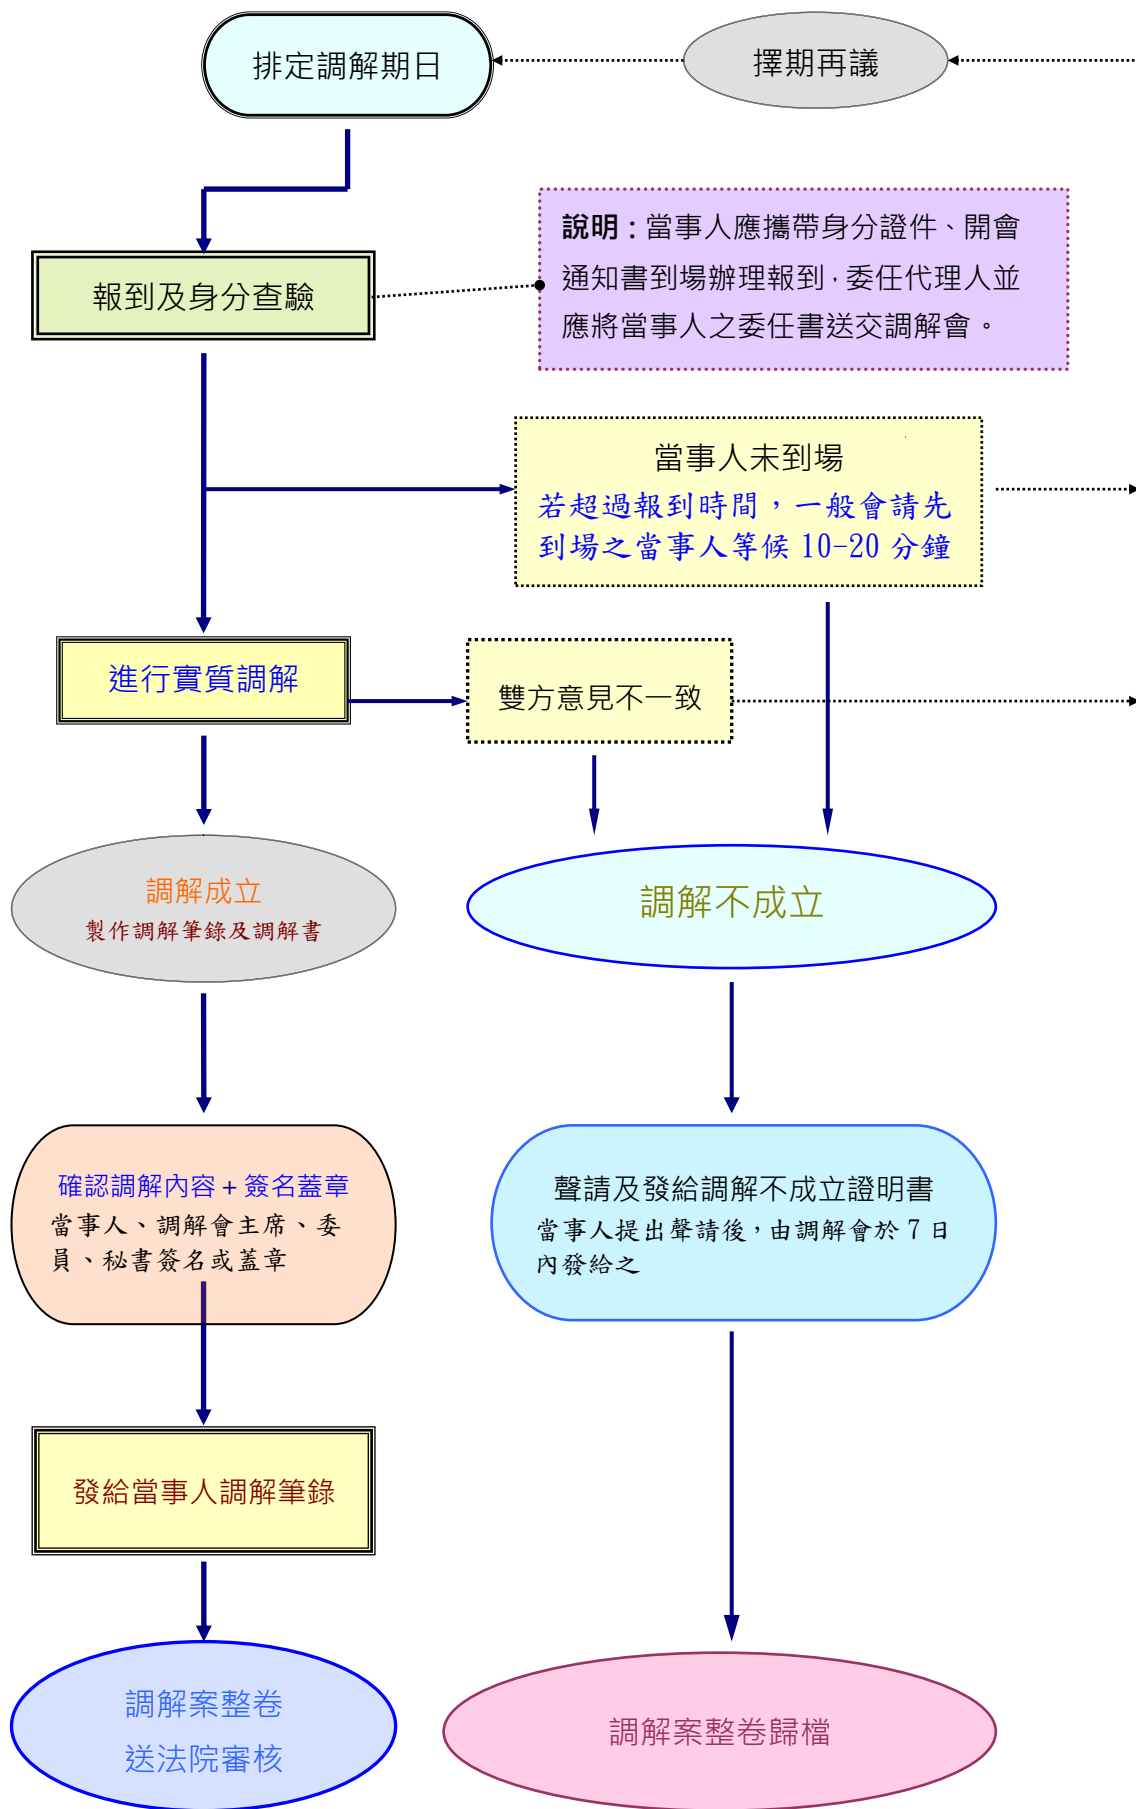 排定調解期日
擇期再議
說明：當事人應攜帶身分證件、開會
通知書到場辦理報到，委任代理人並
應將當事人之委任書送交調解會。
報到及身分查驗
當事人未到場
若超過報到時間，一般會請先
到場之當事人等候 10-20 分鐘
進行實質調解
雙方意見不一致
調解成立
製作調解筆錄及調解書
調解不成立
確認調解內容 + 簽名蓋章
當事人、調解會主席、委
員、秘書簽名或蓋章
聲請及發給調解不成立證明書
當事人提出聲請後，由調解會於 7 日
內發給之
發給當事人調解筆錄
調解案整卷
送法院審核
調解案整卷歸檔